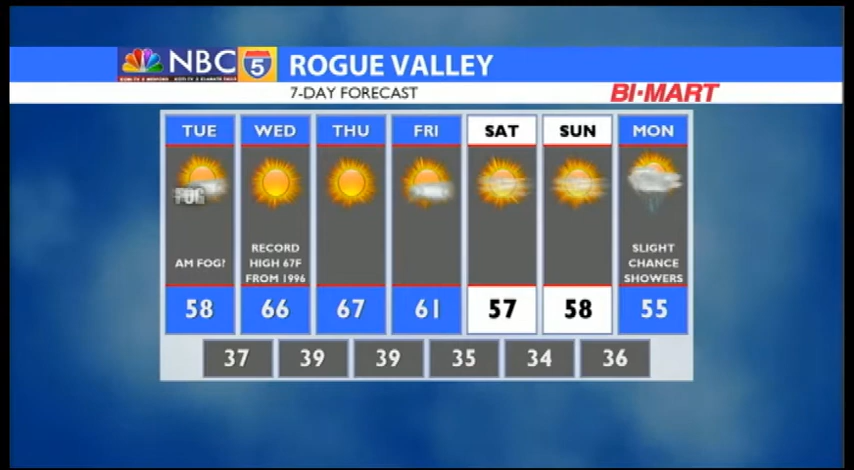 NBC 5 ROGUE VALLEY
7-DAY FORECAST BI-MART
TUE WED THU FRI SAT SUN MON
FOG
AM FOG?
RECORD
HIGH 67F
FROM 1996
SLIGHT
CHANCE
SHOWERS
58 66 67 61 57 58 55
37 39 39 35 34 36